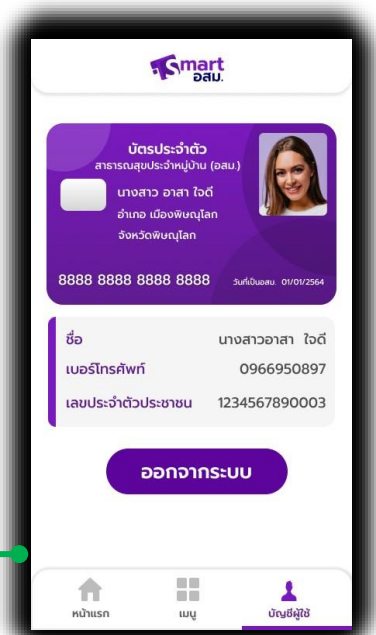 Smart
อสม.
บัตรประจำตัว
สาธารณสุขประจำหมู่บ้าน (อสม.)
นางสาว อาสา ใจดี
อำเภอ เมืองพิษณุโลก
จังหวัดพิษณุโลก
8888 8888 8888 8888 วันที่เป็นอสม. 01/01/2564
ชื่อ นางสาวอาสา ใจดี
เบอร์โทรศัพท์ 0966950897
เลขประจำตัวประชาชน 1234567890003
ออกจากระบบ
หน้าแรก เมนู บัญชีผู้ใช้